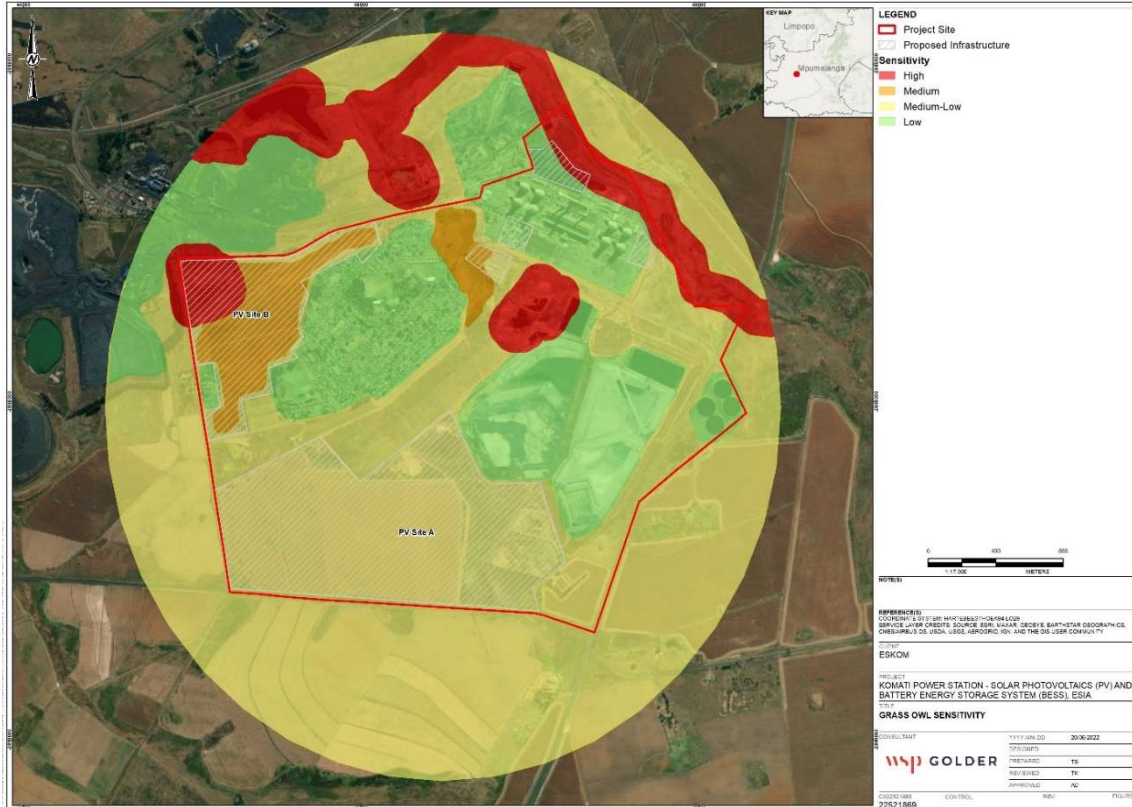 KEY MAP
Limpopo
Mpumalanga
N
PV Site B
PV Site A
LEGEND
Project Site
Proposed Infrastructure
Sensitivity
High
Medium
Medium-Low
Low
0
400
800
METERS
NOTE(S)
REFERENCE(S)
CLIENT
ESKOM
PROJECT
KOMATI POWER STATION - SOLAR PHOTOVOLTAICS (PV) AND
BATTERY ENERGY STORAGE SYSTEM (BESS), ESIA
TITLE
GRASS OWL SENSITIVITY
CONSULTANT
wsp GOLDER
YYYY-MM-DD
DESIGNED
PREPARED
REVIEWED
TK
APPROVED
CONTROL
REV.
FIGURE
22521869